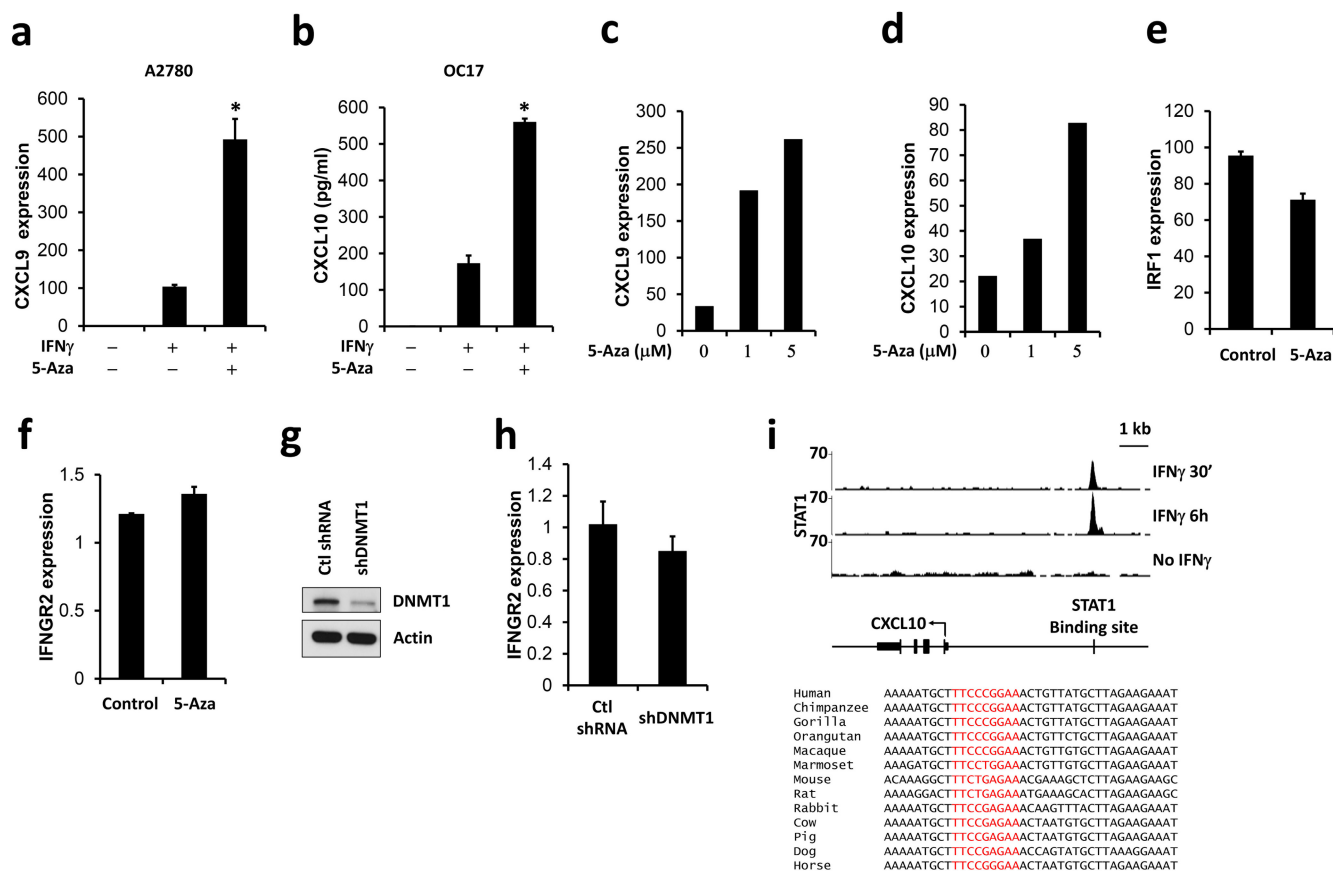 a
A2780
CXCL9 expression
600
500
400
300
200
100
0
IFNγ – + +
5-Aza – – +
*
b
OC17
CXCL10 (pg/ml)
600
500
400
300
200
100
0
– + +
– – +
*
c
CXCL9 expression
300
250
200
150
100
50
0
5-Aza (μM) 0 1 5
d
CXCL10 expression
90
80
70
60
50
40
30
20
10
0
5-Aza (μM) 0 1 5
e
IRF1 expression
120
100
80
60
40
20
0
Control 5-Aza
f
IFNGR2 expression
1.5
1
0.5
0
Control 5-Aza
g
Ctl shRNA
shDNMT1
DNMT1
Actin
h
IFNGR2 expression
1.4
1.2
1
0.8
0.6
0.4
0.2
0
Ctl
shRNA
shDNMT1
i
1 kb
STAT1
70
IFNγ 30’
70
IFNγ 6h
70
No IFNγ
CXCL10
STAT1
Binding site
Human AAAAATGCTTTCCCGGAAACTGTTATGCTTAGAAGAAAT
Chimpanzee AAAAATGCTTTCCCGGAAACTGTTATGCTTAGAAGAAAT
Gorilla AAAAATGCTTTCCCGGAAACTGTTATGCTTAGAAGAAAT
Orangutan AAAAATGCTTTCCCGGAAACTGTTCTGCTTAGAAGAAAT
Macaque AAAAATGCTTTCCCGGAAACTGTTGTGCTTAGAAGAAAT
Marmoset AAAGATGCTTTCCTGGAAACTGTTGTGCTTAGAAGAAAT
Mouse ACAAAGGCTTTCTGAGAAACGAAAGCTCTTAGAAGAAGC
Rat AAAAGGACTTTCTGAGAAATGAAAGCACTTAGAAGAAGC
Rabbit AAAAATGCTTTCCGAGAAACAAGTTTACTTAGAAGAAAT
Cow AAAAATGCTTTCCGAGAAACTAATGTGCTTAGAAGAAAT
Pig AAAAATGCTTTCCGAGAAACTAATGTGCTTAGAAGAAAT
Dog AAAAATGCTTTCCGAGAAACCAGTATGCTTAAAGGAAAT
Horse AAAAATGCTTTCCGGGAAACTAATGTGCTTAGAAGAAAT